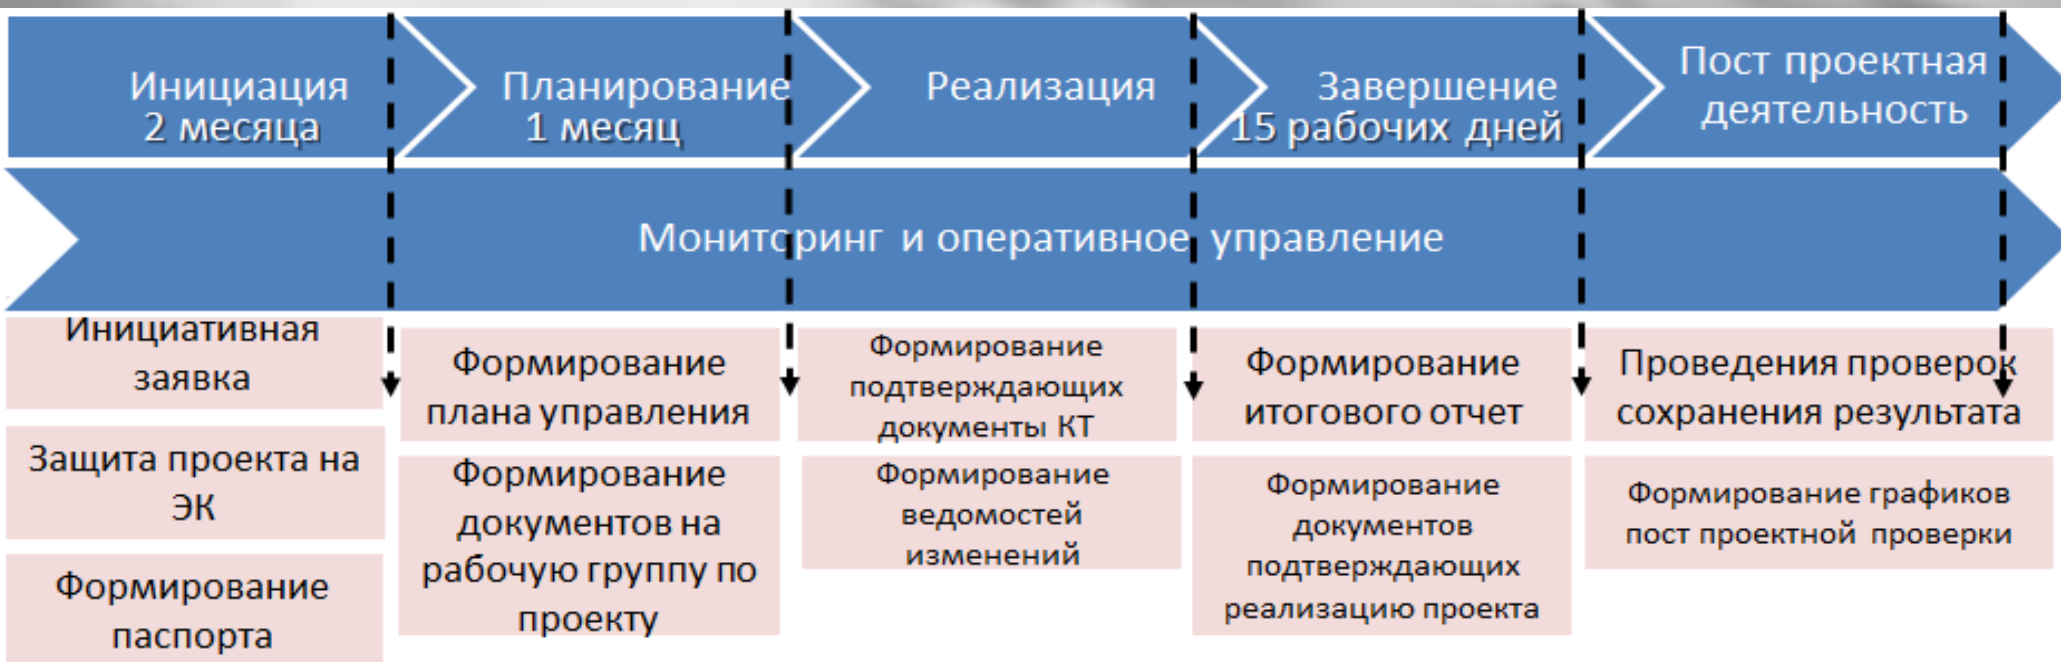 Инициация
2 месяца
Планирование
1 месяц
Реализация
Завершение
15 рабочих дней
Пост проектная
деятельность
Мониторинг и оперативное управление
Инициативная
заявка
Защита проекта на
ЭК
Формирование
паспорта
Формирование
плана управления
Формирование
документов на
рабочую группу по
проекту
Формирование
подтверждающих
документы КТ
Формирование
ведомостей
изменений
Формирование
итогового отчет
Формирование
документов
подтверждающих
реализацию проекта
Проведения проверок
сохранения результата
Формирование графиков
пост проектной проверки